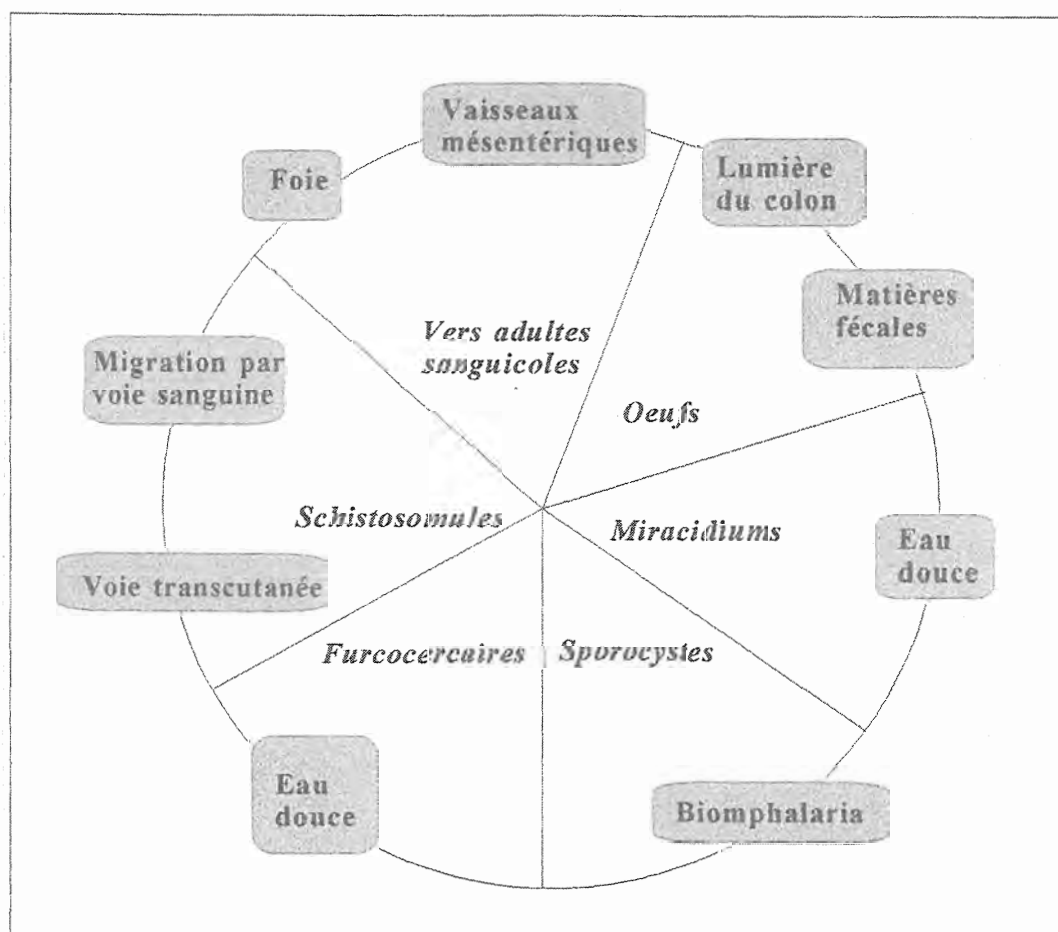 Vaisseaux
mésentériques
Lumière
du colon
Foie
Matières
fécales
Vers adultes
sanguicoles
Migration par
voie sanguine
Oeufs
Schistosomules
Miracidiums
Eau
douce
Voie transcutanée
Furcocercaires
Sporocystes
Eau
douce
Biomphalaria